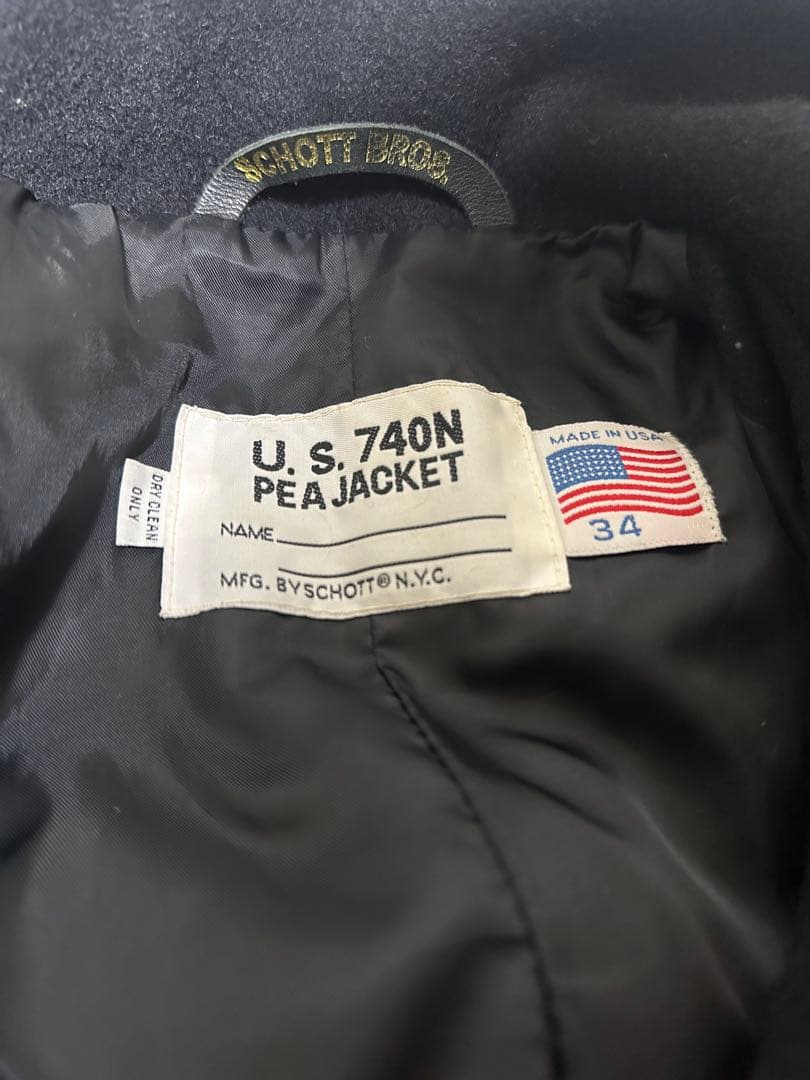 SCHOTT BROS.
U. S. 740N
PEA JACKET
NAME
MFG. BY SCHOTT® N.Y.C.
DRY CLEAN
ONLY
MADE IN USA
34